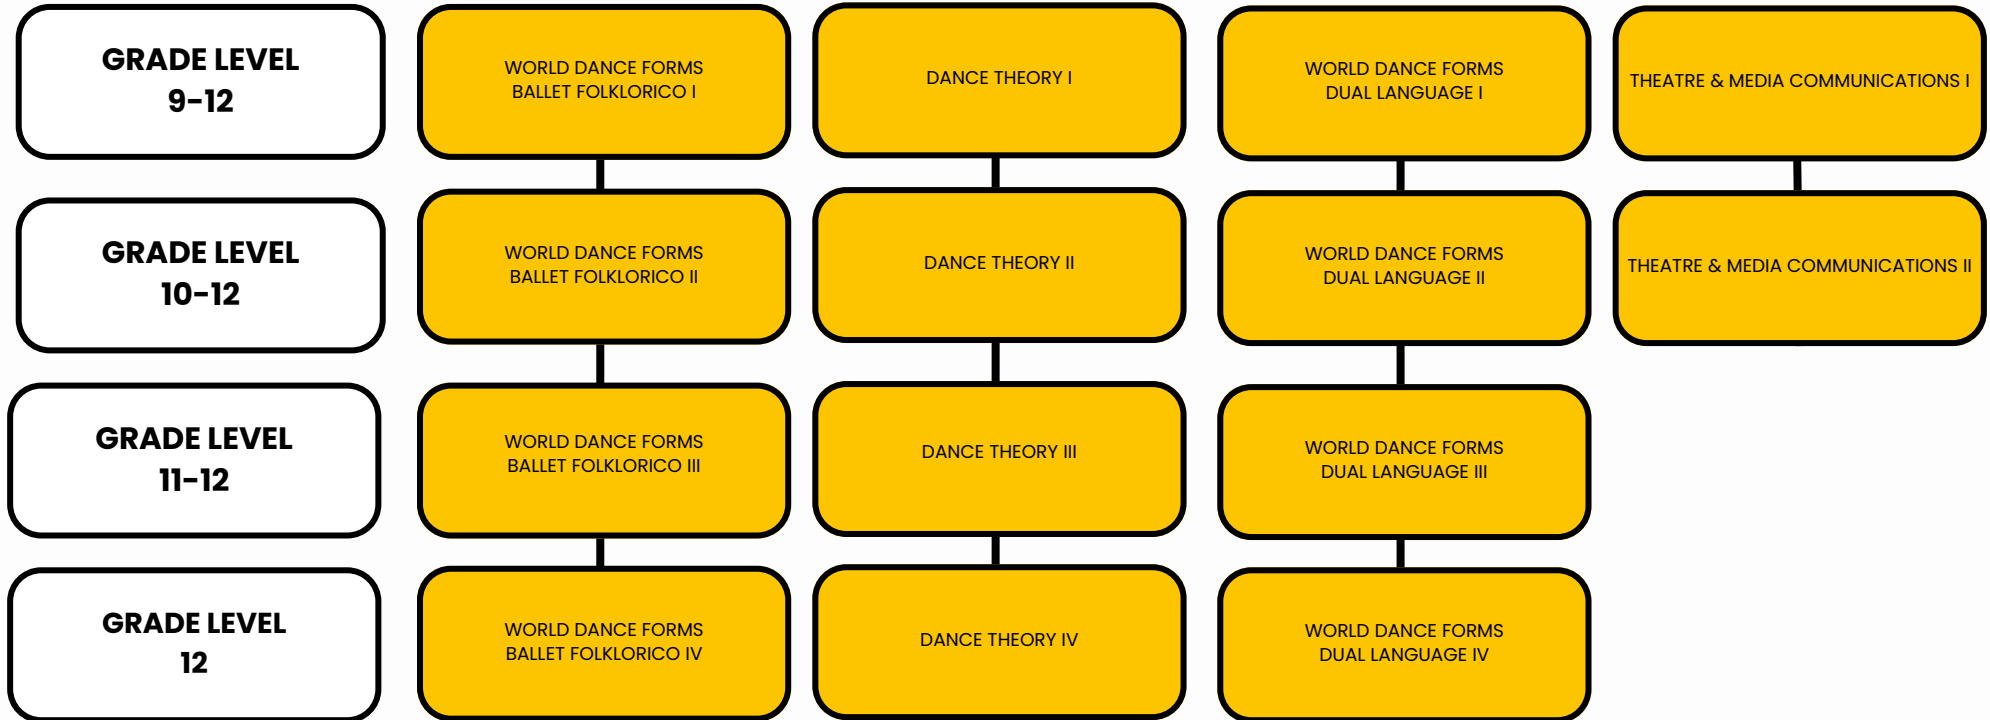 GRADE LEVEL
9-12
WORLD DANCE FORMS
BALLET FOLKLORICO I
DANCE THEORY I
WORLD DANCE FORMS
DUAL LANGUAGE I
THEATRE & MEDIA COMMUNICATIONS I
GRADE LEVEL
10-12
WORLD DANCE FORMS
BALLET FOLKLORICO II
DANCE THEORY II
WORLD DANCE FORMS
DUAL LANGUAGE II
THEATRE & MEDIA COMMUNICATIONS II
GRADE LEVEL
11-12
WORLD DANCE FORMS
BALLET FOLKLORICO III
DANCE THEORY III
WORLD DANCE FORMS
DUAL LANGUAGE III
GRADE LEVEL
12
WORLD DANCE FORMS
BALLET FOLKLORICO IV
DANCE THEORY IV
WORLD DANCE FORMS
DUAL LANGUAGE IV